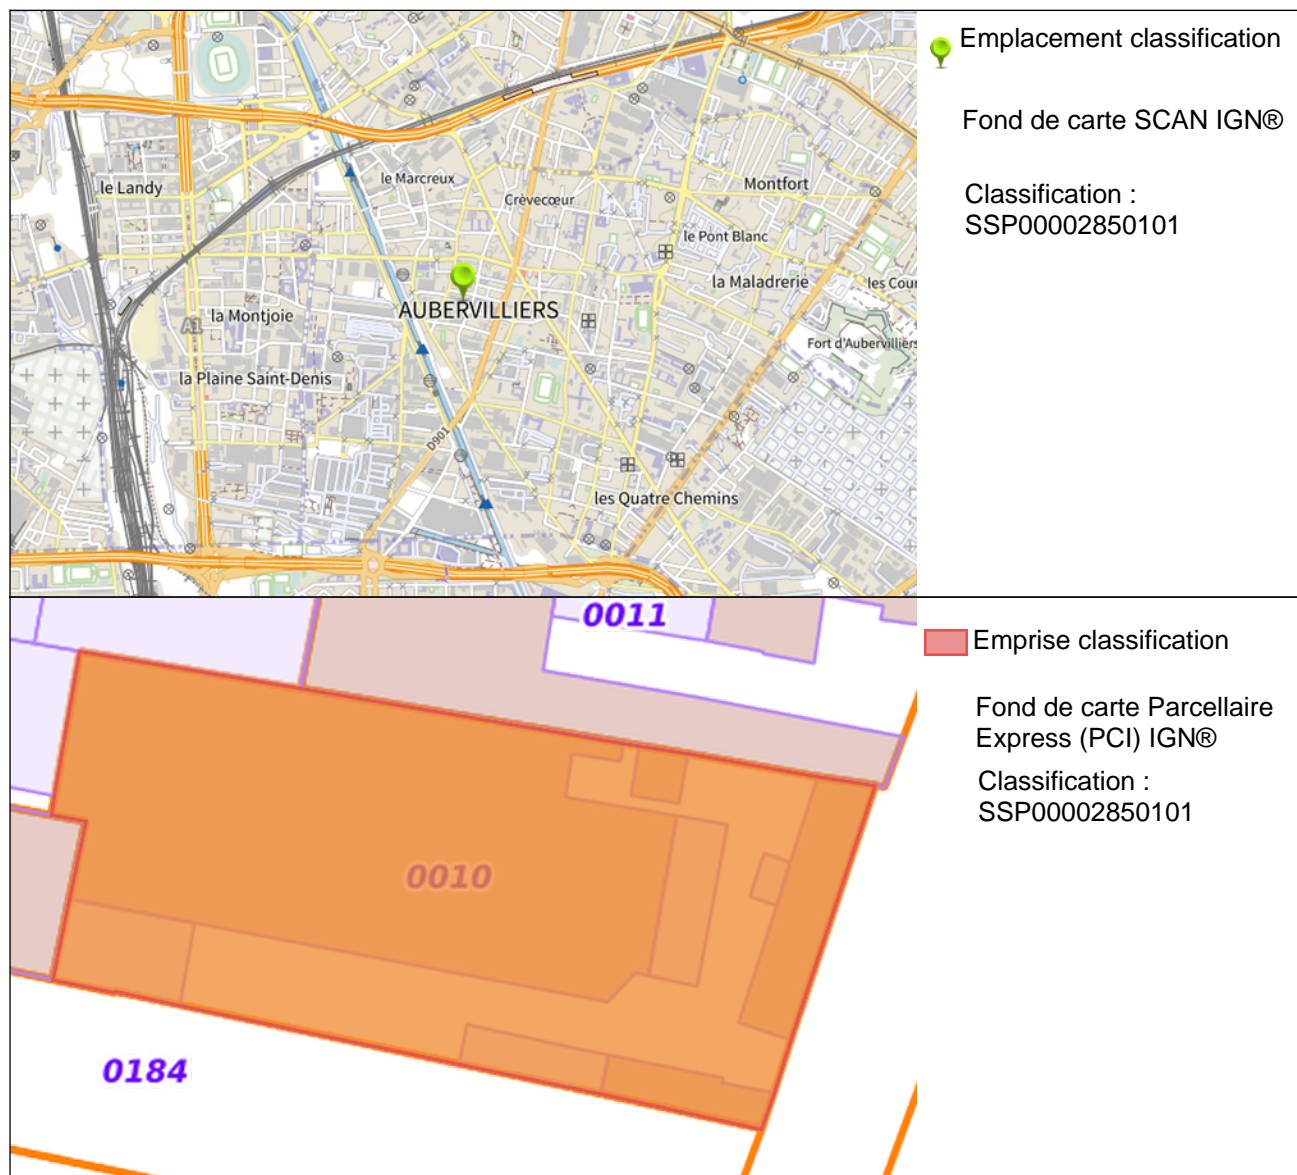 Emplacement classification
Fond de carte SCAN IGN®
Classification :
SSP00002850101
le Landy
le Marcreux
Crèvecœur
Montfort
le Pont Blanc
la Maladrerie
les Cour
la Montjoie
AUBERVILLIERS
A1
Fort d'Aubervilliers
la Plaine Saint-Denis
D901
les Quatre Chemins
0011
0010
0184
Emprise classification
Fond de carte Parcellaire
Express (PCI) IGN®
Classification :
SSP00002850101